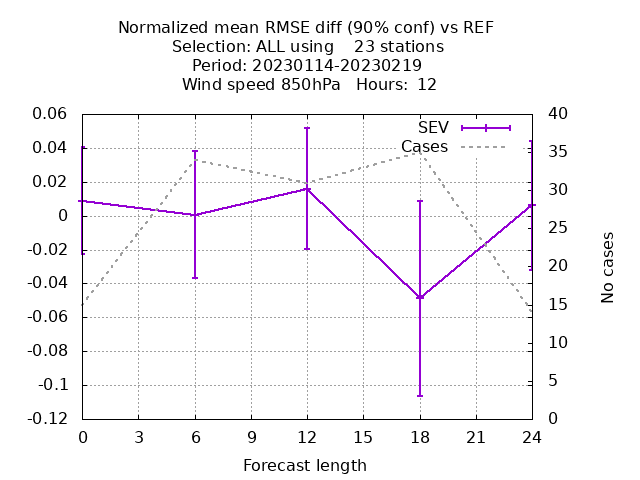 Normalized mean RMSE diff (90% conf) vs REF
Selection: ALL using    23 stations
Period: 20230114-20230219
Wind speed 850hPa   Hours:  12
SEV
Cases
0.06
0.04
0.02
0
-0.02
-0.04
-0.06
-0.08
-0.1
-0.12
40
35
30
25
20
15
10
5
0
No cases
0 3 6 9 12 15 18 21 24
Forecast length